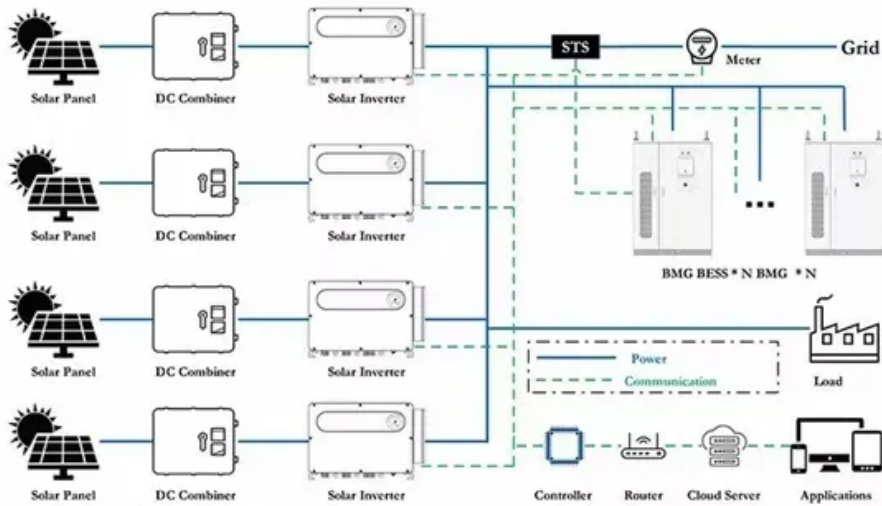 STS
Meter
Grid
Solar Panel
DC Combiner
Solar Inverter
Solar Panel
DC Combiner
Solar Inverter
BMG BESS * N BMG * N
Solar Panel
DC Combiner
Solar Inverter
Power
Communication
Load
Solar Panel
DC Combiner
Solar Inverter
Controller
Router
Cloud Server
Applications